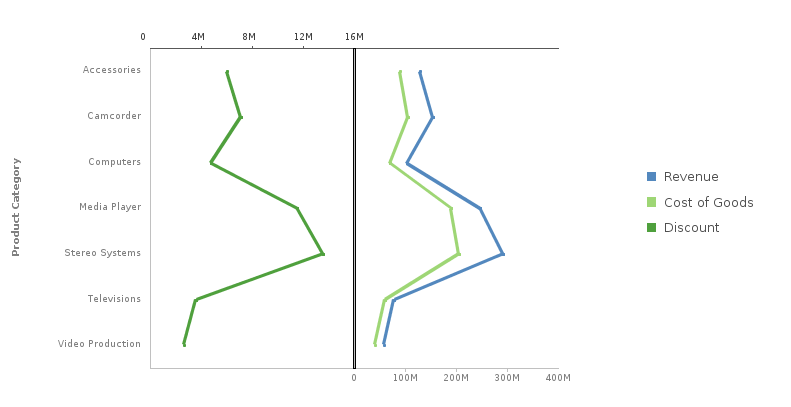 0 4M 8M 12M 16M
Accessories
Camcorder
Computers
Media Player
Stereo Systems
Televisions
Video Production
Product Category
0 100M 200M 300M 400M
Revenue
Cost of Goods
Discount